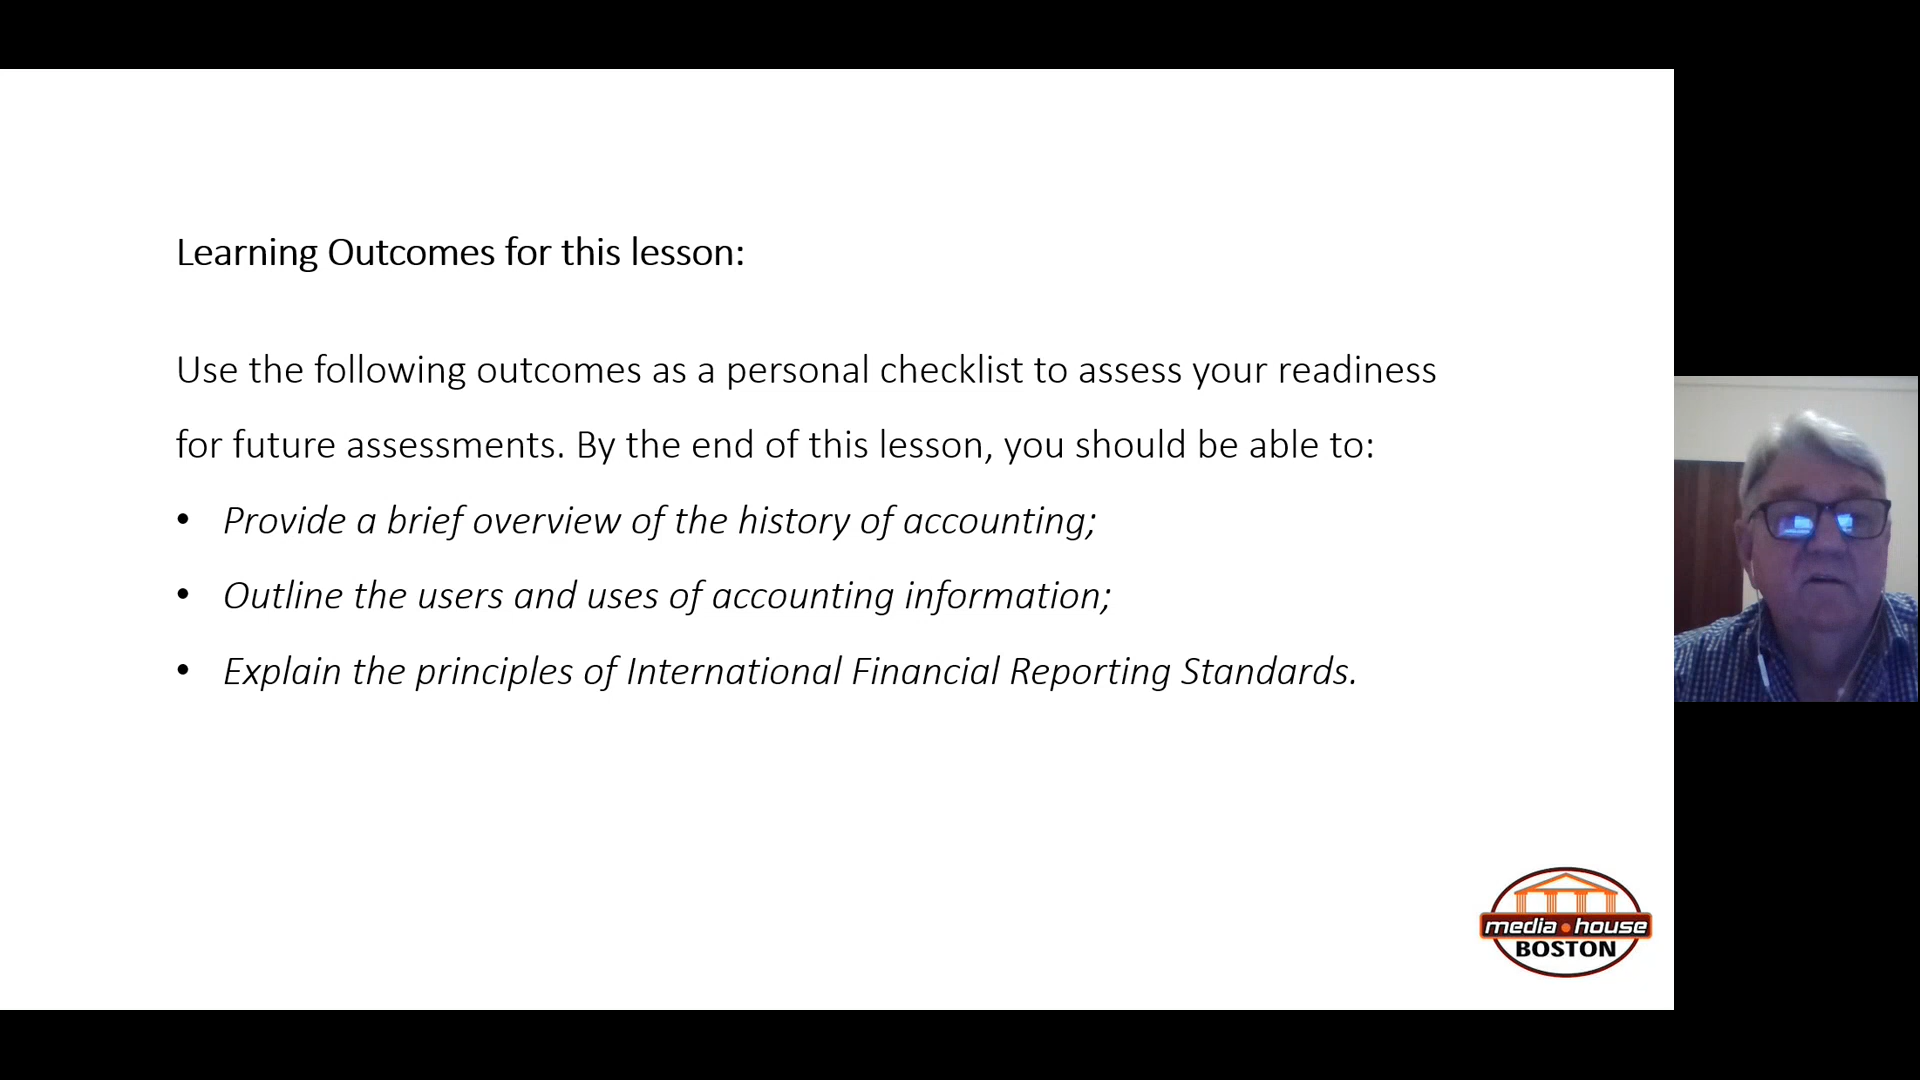 Learning Outcomes for this lesson:
Use the following outcomes as a personal checklist to assess your readiness
for future assessments. By the end of this lesson, you should be able to:
• Provide a brief overview of the history of accounting;
• Outline the users and uses of accounting information;
• Explain the principles of International Financial Reporting Standards.
media•house
BOSTON